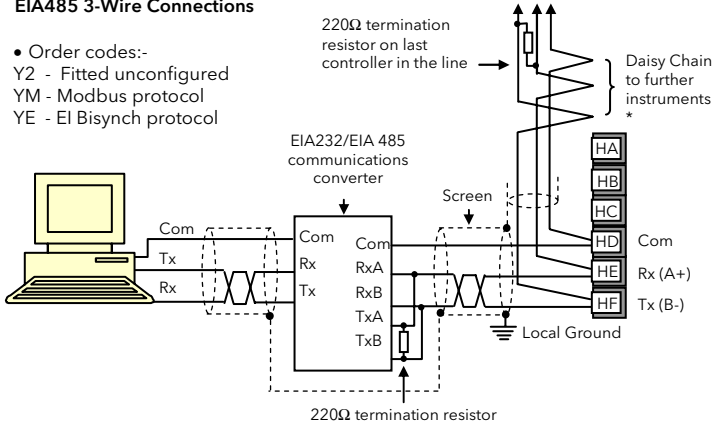 EIA485 3-Wire Connections
• Order codes:-
Y2 - Fitted unconfigured
YM - Modbus protocol
YE - EI Bisynch protocol
220Ω termination
resistor on last
controller in the line
Daisy Chain
to further
instruments
*
EIA232/EIA 485
communications
converter
Screen
HA
HB
HC
HD Com
HE Rx (A+)
HF Tx (B-)
Com
Tx
Rx
Com
Rx
Tx
Com
RxA
RxB
TxA
TxB
Local Ground
220Ω termination resistor